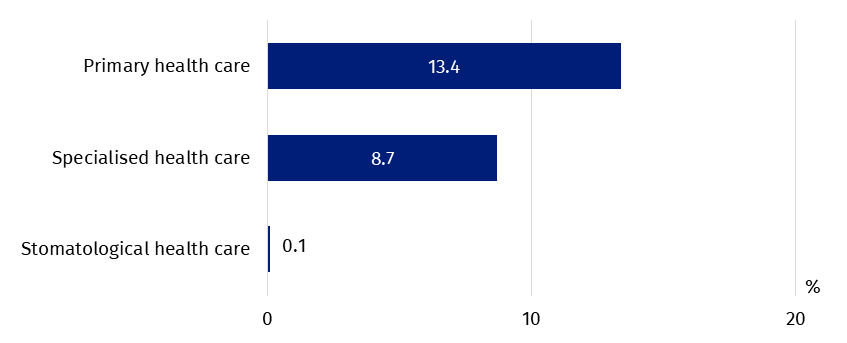 Primary health care
13.4
Specialised health care
8.7
Stomatological health care
0.1
%
0
10
20